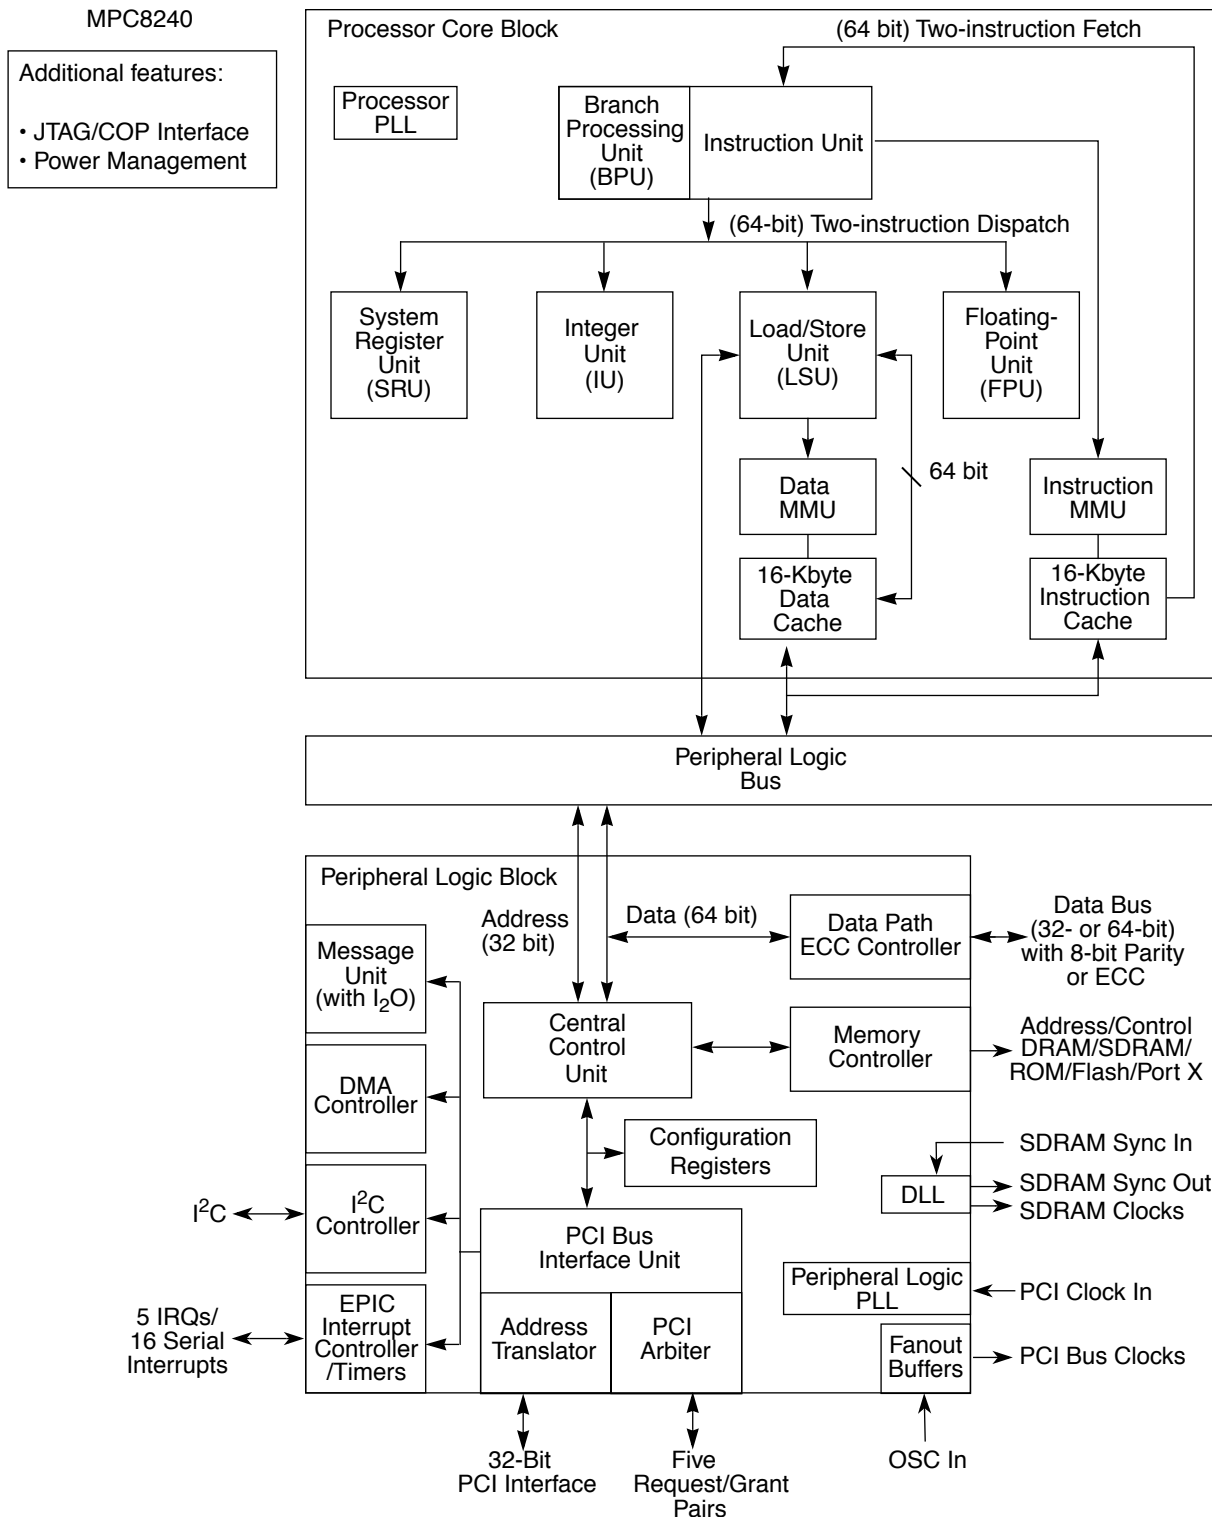 MPC8240
Additional features:
• JTAG/COP Interface
• Power Management
Processor Core Block
(64 bit) Two-instruction Fetch
Processor
PLL
Branch
Processing
Unit
(BPU)
Instruction Unit
(64-bit) Two-instruction Dispatch
System
Register
Unit
(SRU)
Integer
Unit
(IU)
Load/Store
Unit
(LSU)
Floating-
Point
Unit
(FPU)
64 bit
Data
MMU
Instruction
MMU
16-Kbyte
Data
Cache
16-Kbyte
Instruction
Cache
Peripheral Logic
Bus
Peripheral Logic Block
Address
(32 bit)
Data (64 bit)
Data Path
ECC Controller
Data Bus
(32- or 64-bit)
with 8-bit Parity
or ECC
Message
Unit
(with I2O)
Central
Control
Unit
Memory
Controller
Address/Control
DRAM/SDRAM/
ROM/Flash/Port X
DMA
Controller
Configuration
Registers
SDRAM Sync In
DLL
SDRAM Sync Out
SDRAM Clocks
I2C
I2C
Controller
PCI Bus
Interface Unit
Peripheral Logic
PLL
PCI Clock In
5 IRQs/
16 Serial
Interrupts
EPIC
Interrupt
Controller
/Timers
Address
Translator
PCI
Arbiter
Fanout
Buffers
PCI Bus Clocks
32-Bit
PCI Interface
Five
Request/Grant
Pairs
OSC In